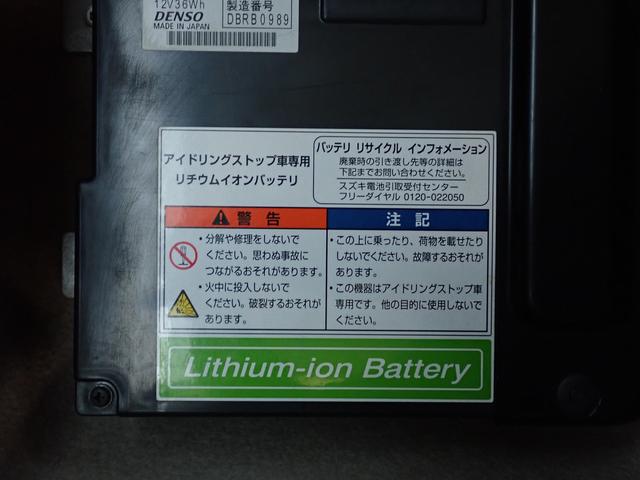 12V36Wh
DENSO
MADE IN JAPAN
製造番号
DBRB0989
アイドリングストップ車専用
リチウムイオンバッテリ
バッテリ リサイクル インフォメーション
廃棄時の引き渡し先等の詳細は
下記までお問い合わせください。
スズキ電池引取受付センター
フリーダイヤル 0120-022050
警告
・分解や修理をしないで
ください。思わぬ事故に
つながるおそれがあります。
・火中に投入しないで
ください。破裂するおそれが
あります。
注記
・この上に乗ったり、荷物を載せたり
しないでください。故障するおそれが
あります。
・この機器はアイドリングストップ車
専用です。他の目的に使用しないで
ください。
Lithium-ion Battery